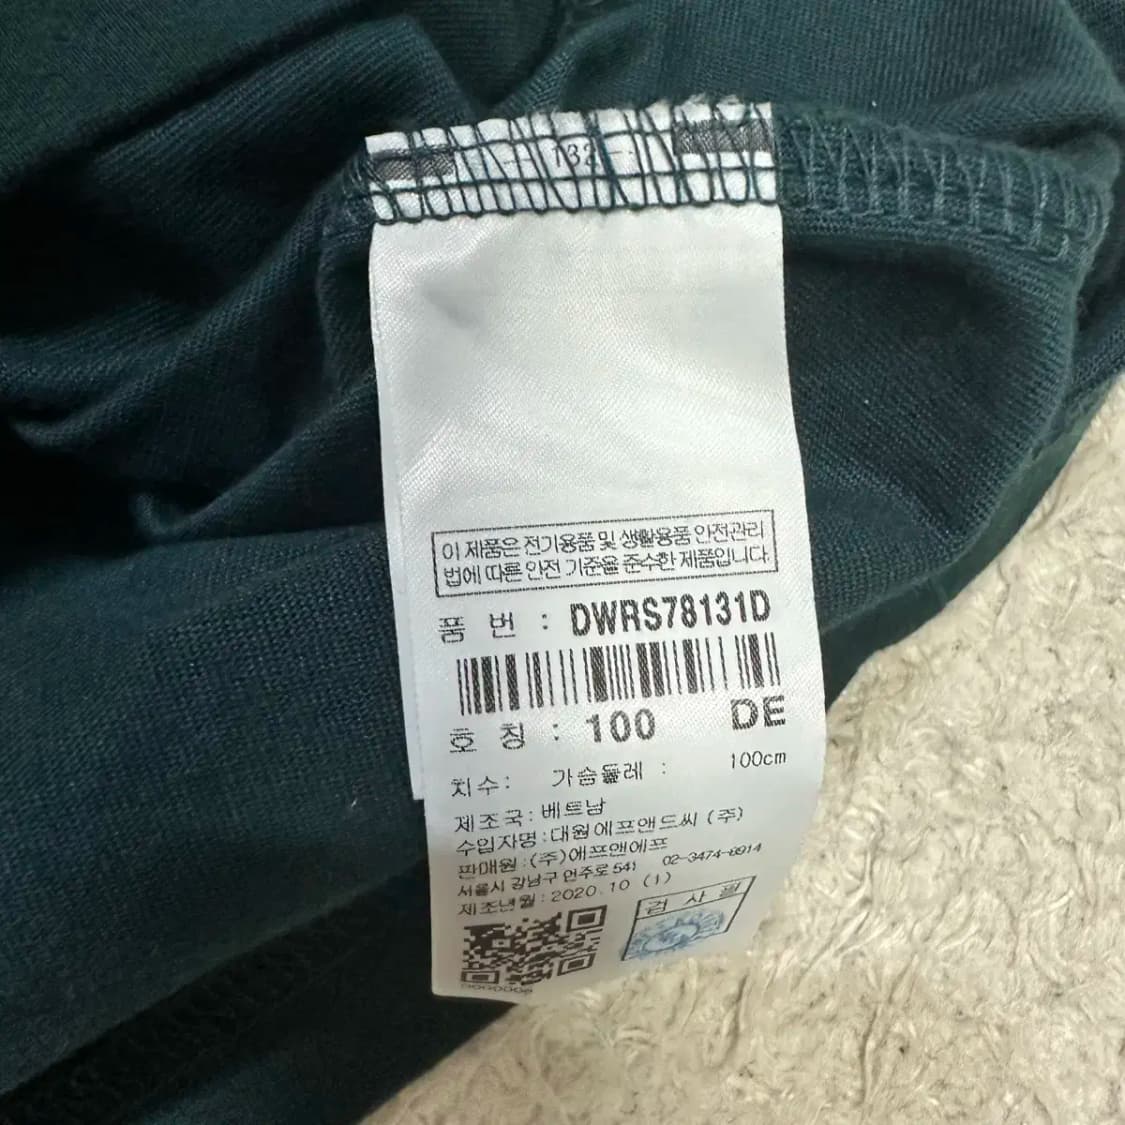 132
이 제품은 전기용품 및 생활용품 안전관리
법에 따른 안전 기준을 준수한 제품입니다.
품 번 : DWRS78131D
호 칭 : 100 DE
치수: 가슴둘레 : 100cm
제조국: 베트남
수입자명: 대원에프앤드씨 (주)
판매원: (주)에프앤에프 02-3474-6914
서울시 강남구 언주로 541
제조년월: 2020.10 (1)
검 사 필